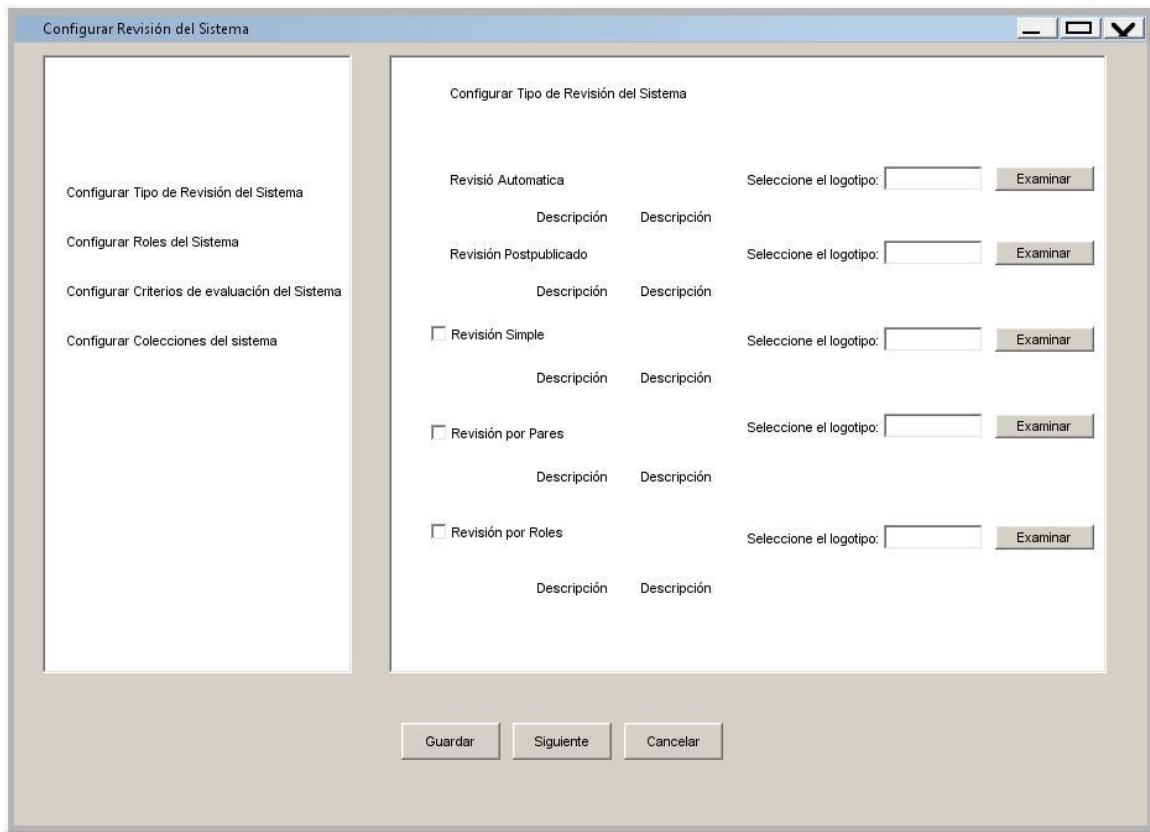 Configurar Revisión del Sistema
Configurar Tipo de Revisión del Sistema
Configurar Roles del Sistema
Configurar Criterios de evaluación del Sistema
Configurar Colecciones del sistema
Configurar Tipo de Revisión del Sistema
Revisió Automatica Seleccione el logotipo: Examinar
Descripción Descripción
Revisión Postpublicado Seleccione el logotipo: Examinar
Descripción Descripción
Revisión Simple Seleccione el logotipo: Examinar
Descripción Descripción
Revisión por Pares Seleccione el logotipo: Examinar
Descripción Descripción
Revisión por Roles Seleccione el logotipo: Examinar
Descripción Descripción
Guardar Siguiente Cancelar